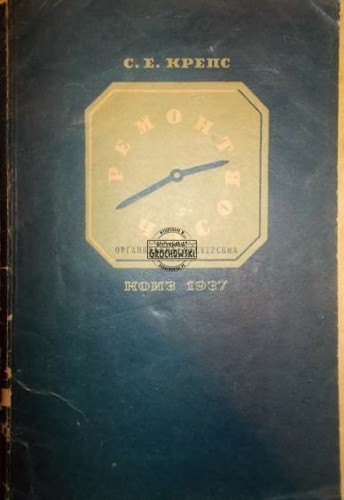 С. Е. КРЕПС
РЕМОНТ
ЧАСОВ
GROCHOWSKI
КОИЗ 1937